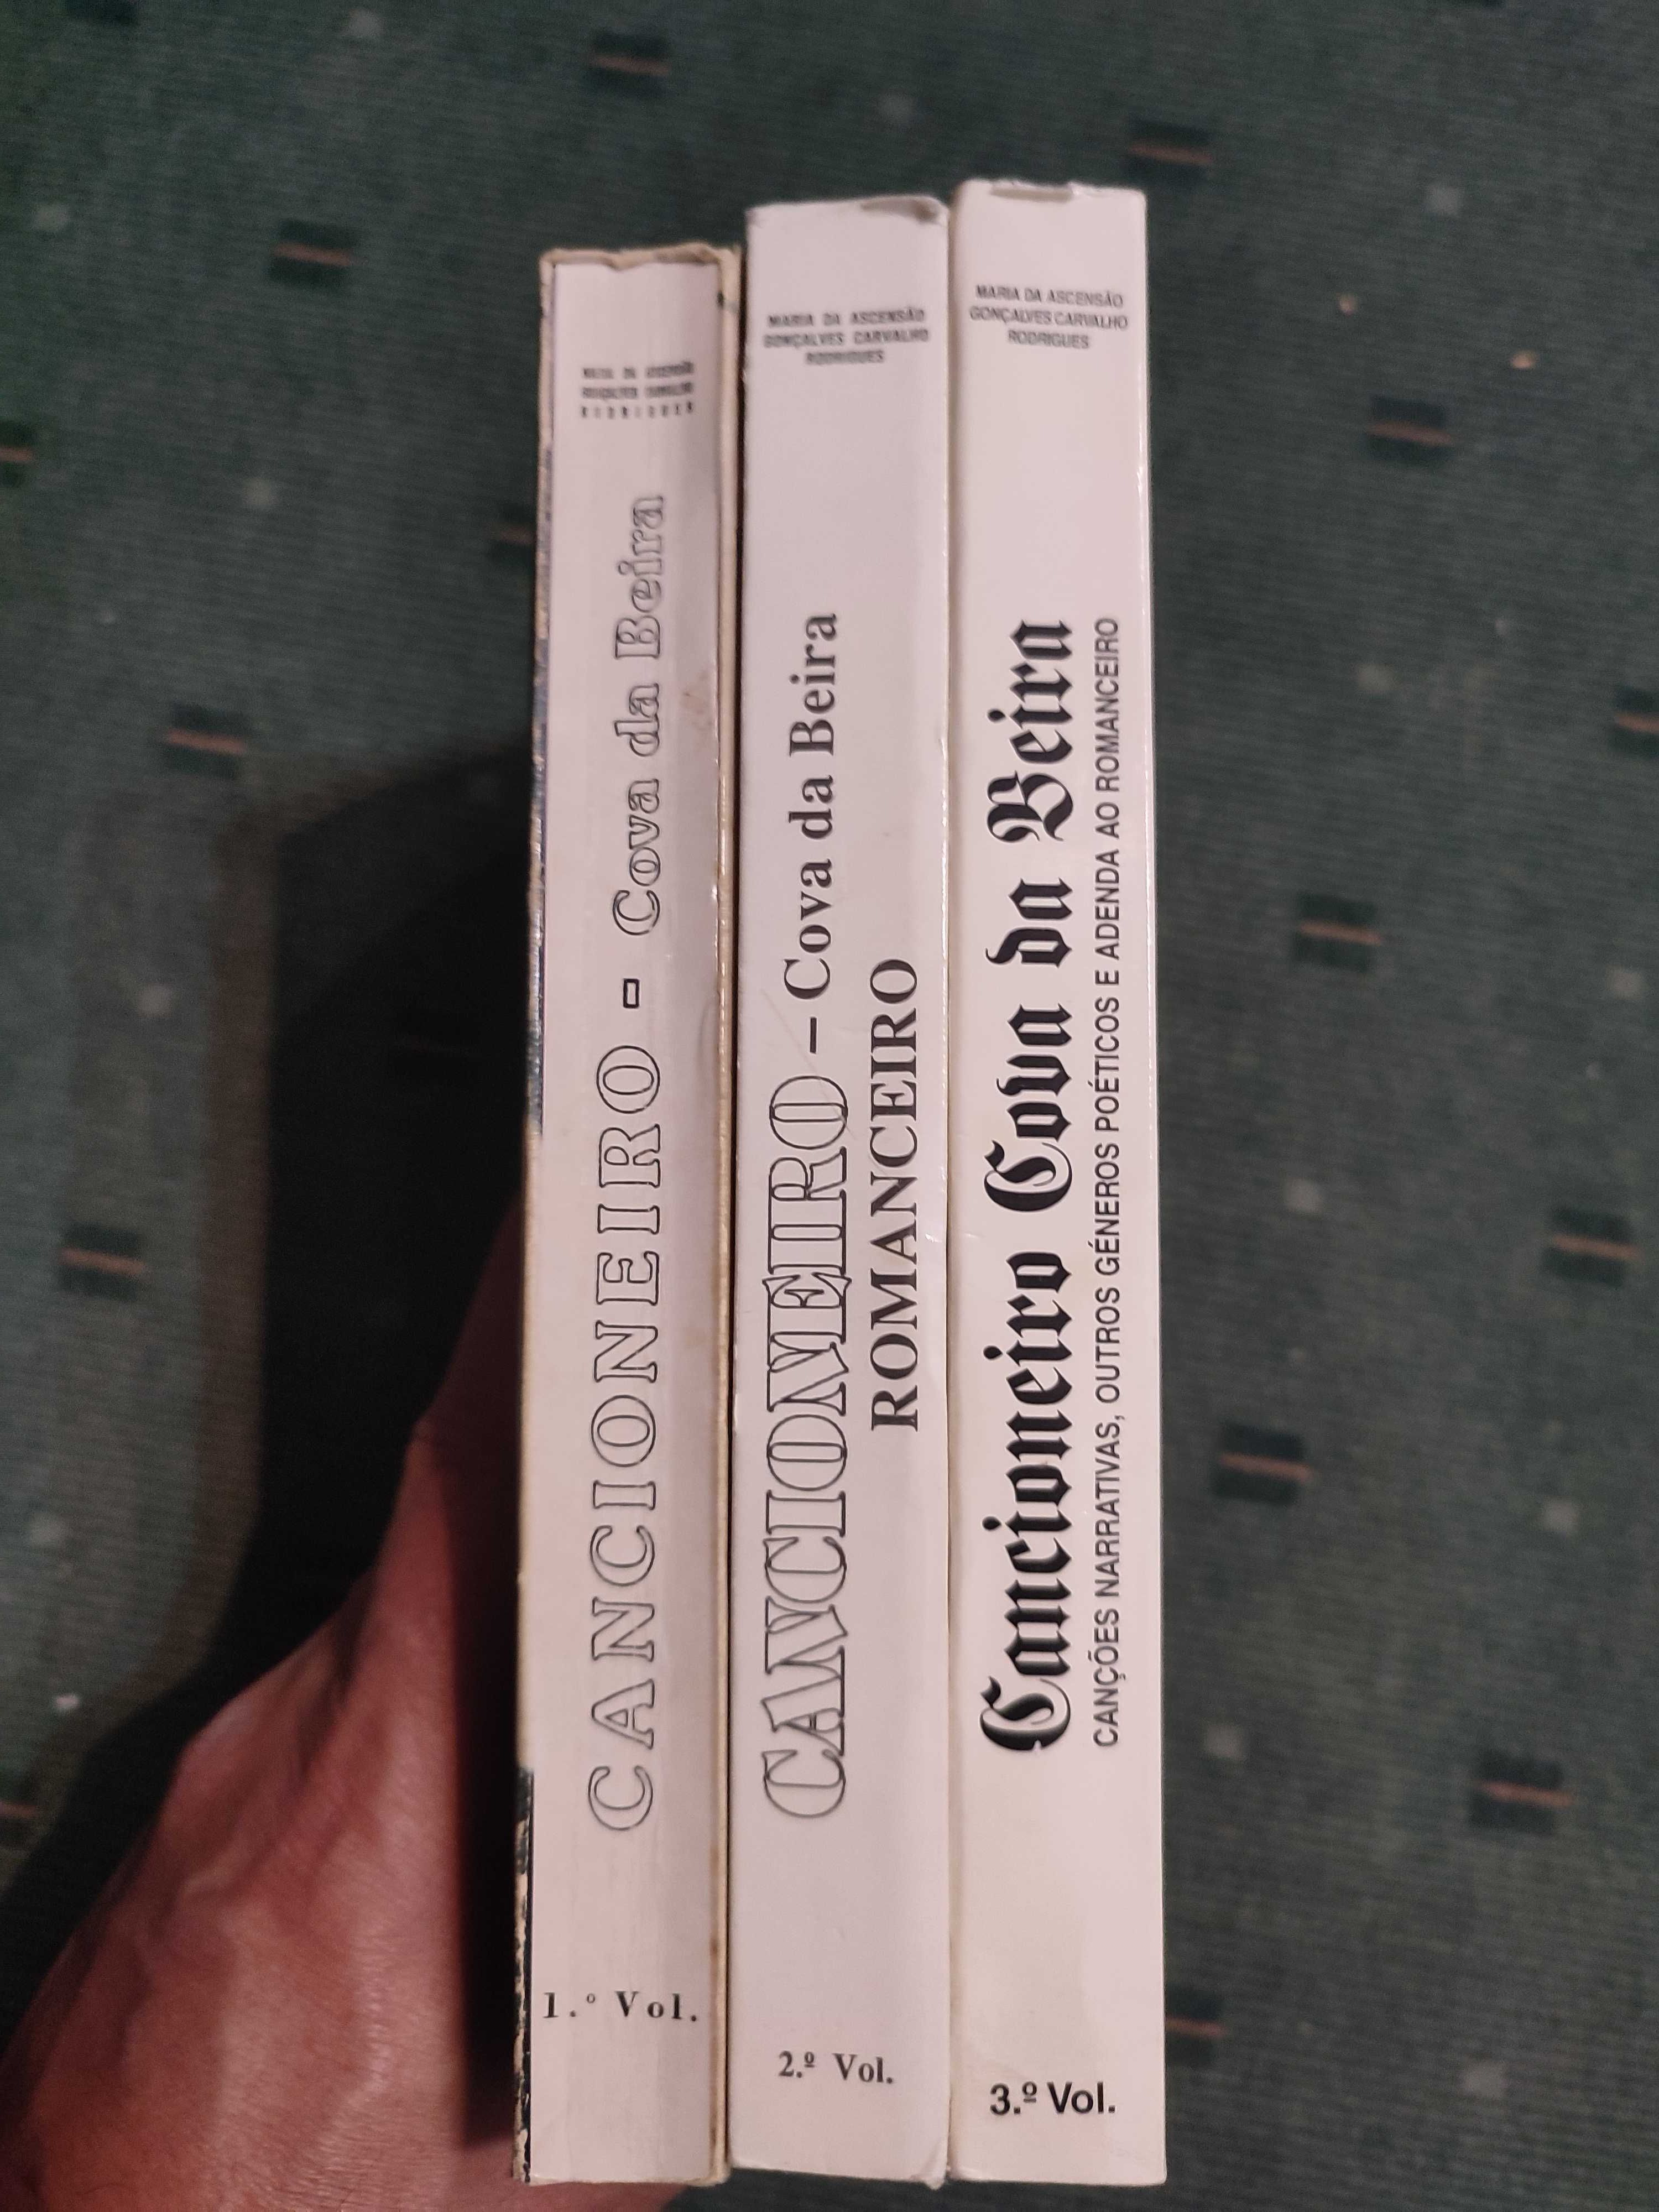 MARIA DA ASCENSÃO
GONÇALVES CARVALHO
RODRIGUES
CANCIONEIRO - Cova da Beira
1.º Vol.
MARIA DA ASCENSÃO
GONÇALVES CARVALHO
RODRIGUES
CANCIONEIRO – Cova da Beira
ROMANCEIRO
2.º Vol.
MARIA DA ASCENSÃO
GONÇALVES CARVALHO
RODRIGUES
Cancioneiro Cova da Beira
CANÇÕES NARRATIVAS, OUTROS GÉNEROS POÉTICOS E ADENDA AO ROMANCEIRO
3.º Vol.